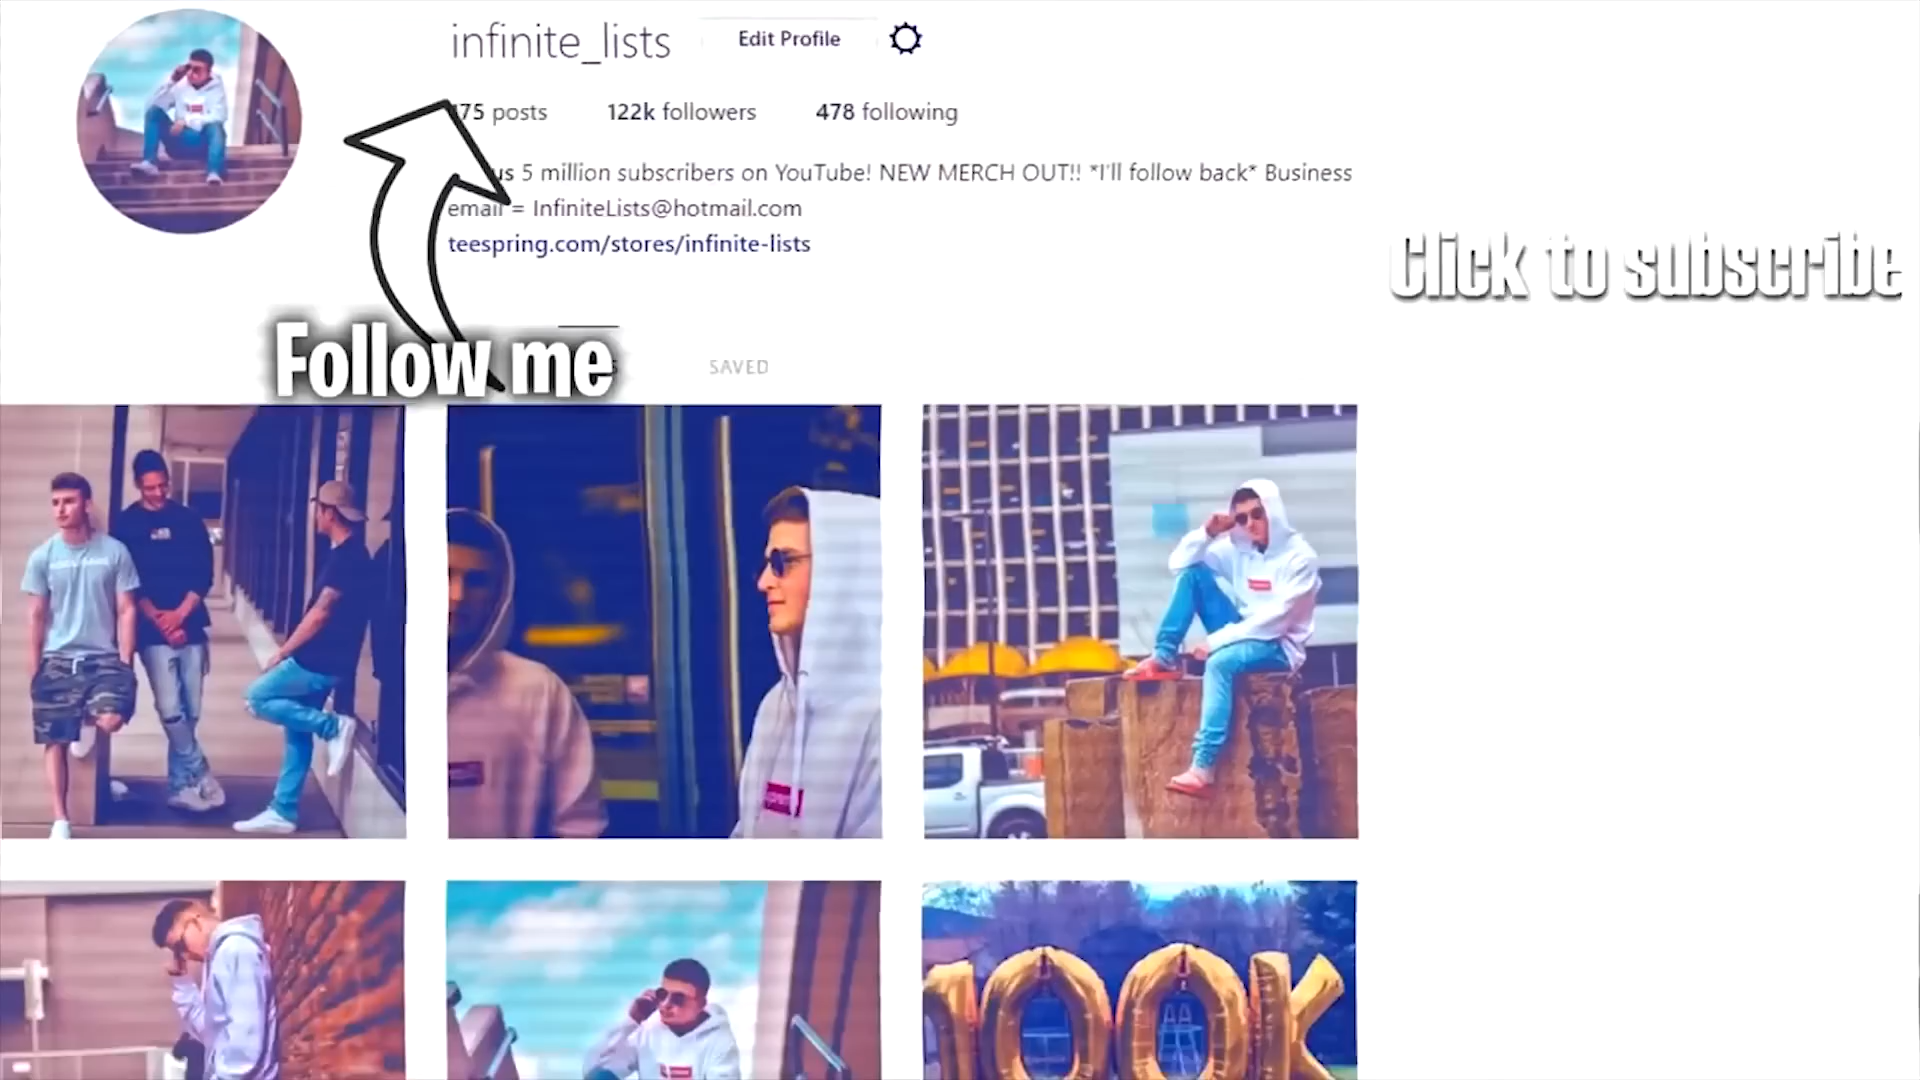 infinite_lists Edit Profile
75 posts 122k followers 478 following
us 5 million subscribers on YouTube! NEW MERCH OUT!! *I'll follow back* Business
email = InfiniteLists@hotmail.com
teespring.com/stores/infinite-lists
Click to subscribe
Follow me
SAVED
100K